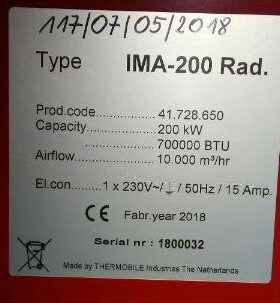 117/07/05/2018
Type IMA-200 Rad.
Prod.code............... 41.728.650
Capacity.................. 200 kW
700000 BTU
Airflow..................... 10.000 m³/hr
El.con.......... 1 x 230V~/⏚/ 50Hz / 15 Amp.
CE Fabr.year 2018
Serial nr : 1800032
Made by THERMOBILE Industries The Netherlands